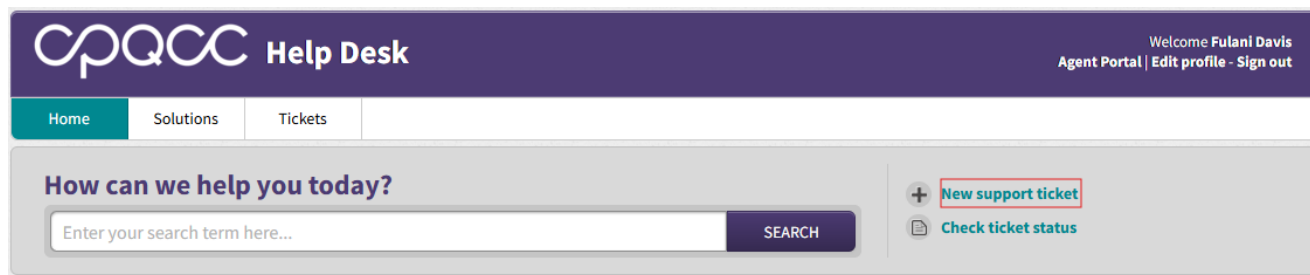 cpqcc Help Desk
Welcome Fulani Davis
Agent Portal | Edit profile - Sign out
Home Solutions Tickets
How can we help you today?
Enter your search term here... SEARCH
New support ticket
Check ticket status